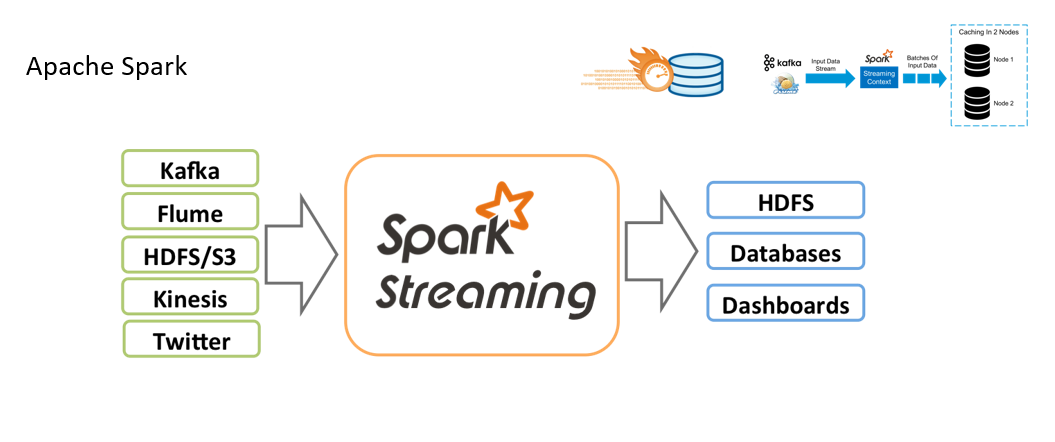 Apache Spark
kafka
Input Data
Stream
Spark
Streaming
Context
Batches Of
Input Data
Caching In 2 Nodes
Node 1
Node 2
Kafka
Flume
HDFS/S3
Kinesis
Twitter
Spark
Streaming
HDFS
Databases
Dashboards